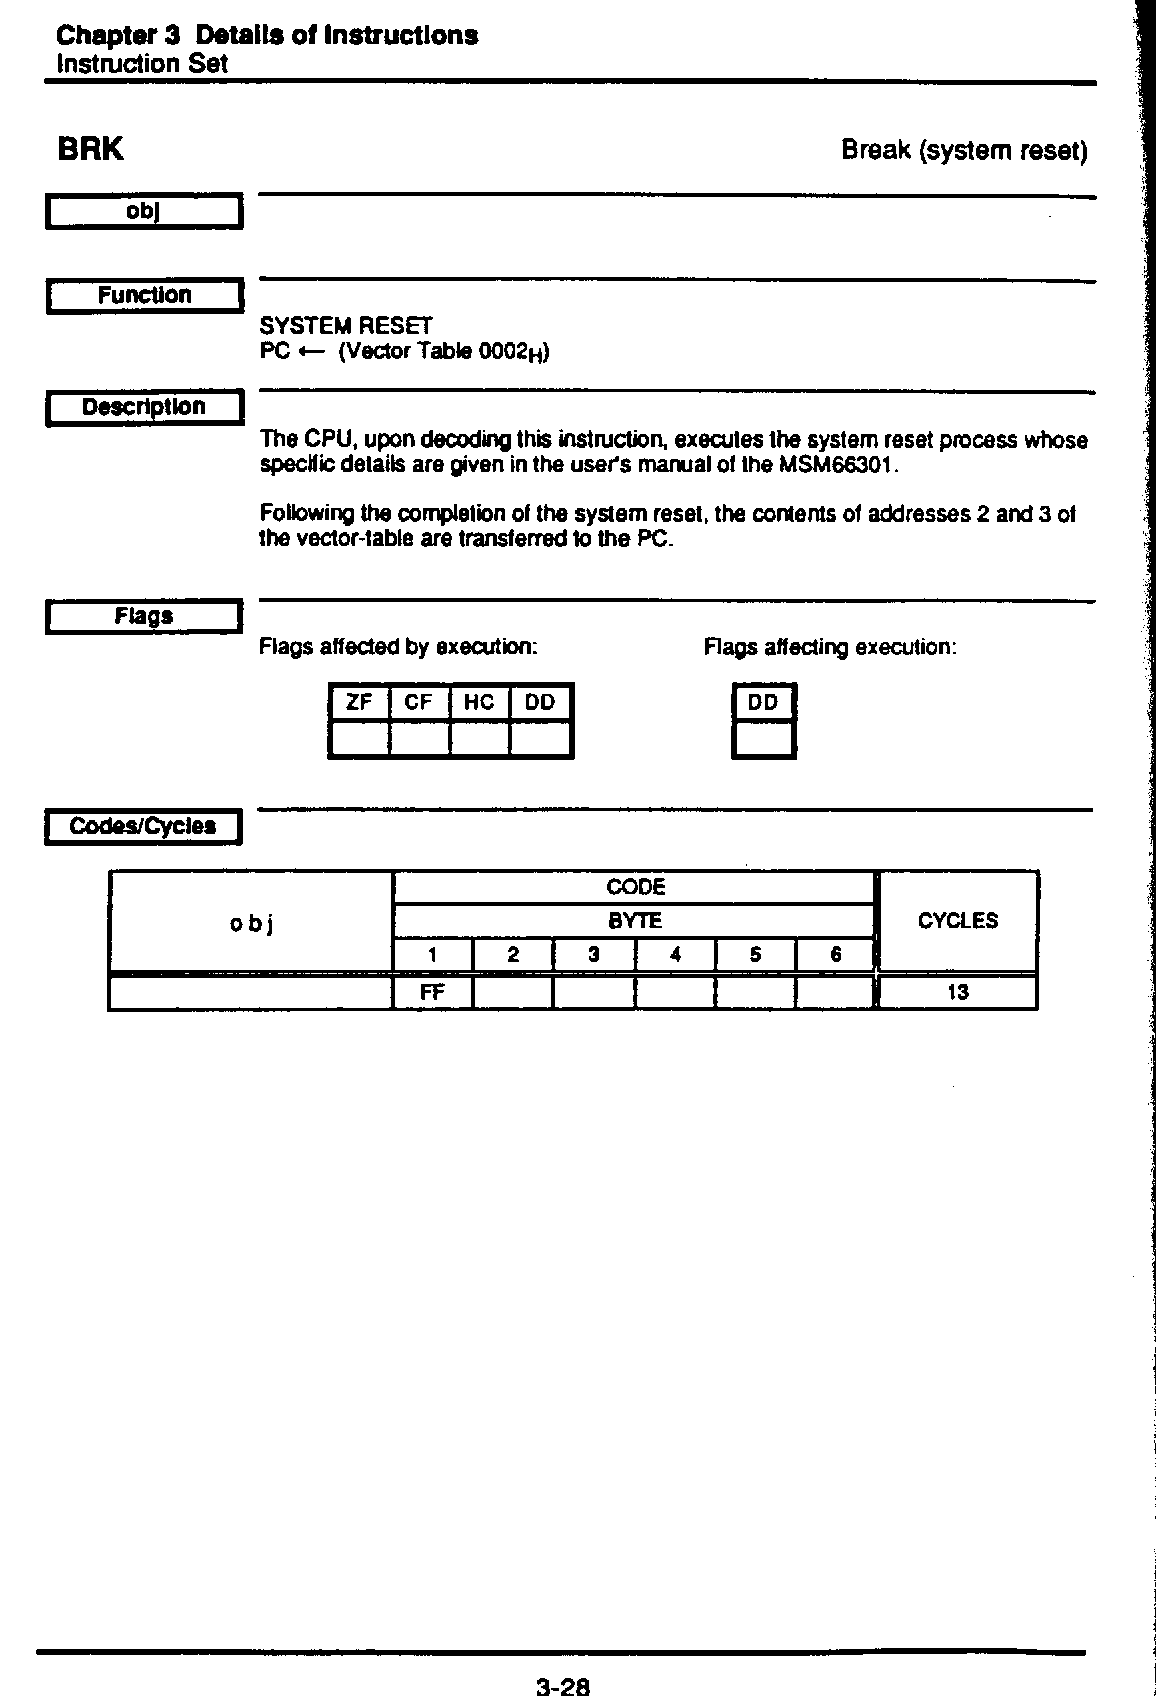 Chapter 3 Details of Instructions
Instruction Set
BRK
Break (system reset)
obj
Function
SYSTEM RESET
PC ← (Vector Table 0002H)
Description
The CPU, upon decoding this instruction, executes the system reset process whose
specific details are given in the user's manual of the MSM66301.
Following the completion of the system reset, the contents of addresses 2 and 3 of
the vector-table are transferred to the PC.
Flags
Flags affected by execution:
Flags affecting execution:
ZF CF HC DD
DD
Codes/Cycles
obj
CODE
BYTE
CYCLES
1 2 3 4 5 6
FF 13
3-28